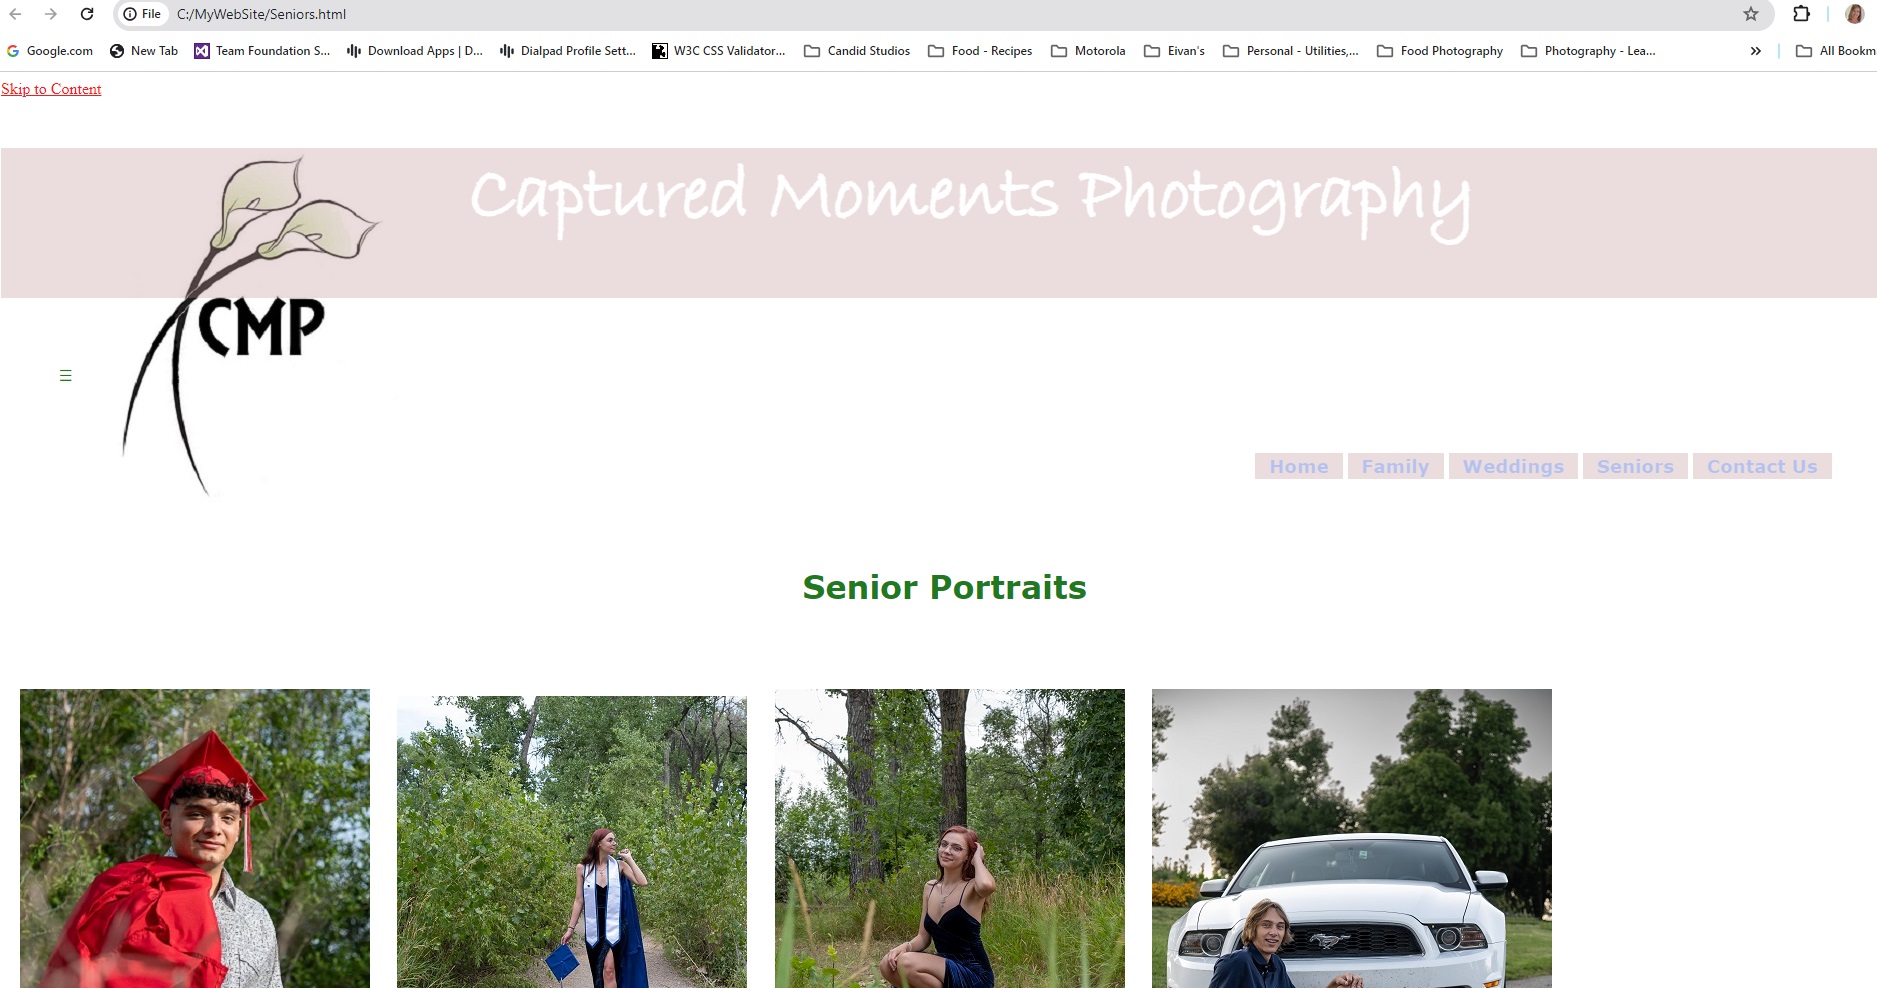 File C:/MyWebSite/Seniors.html
Google.com New Tab Team Foundation S... Download Apps | D... Dialpad Profile Sett... W3C CSS Validator... Candid Studios Food - Recipes Motorola Eivan's Personal - Utilities,... Food Photography Photography - Lea... » All Bookm
Skip to Content
Captured Moments Photography
CMP
☰
Home Family Weddings Seniors Contact Us
Senior Portraits